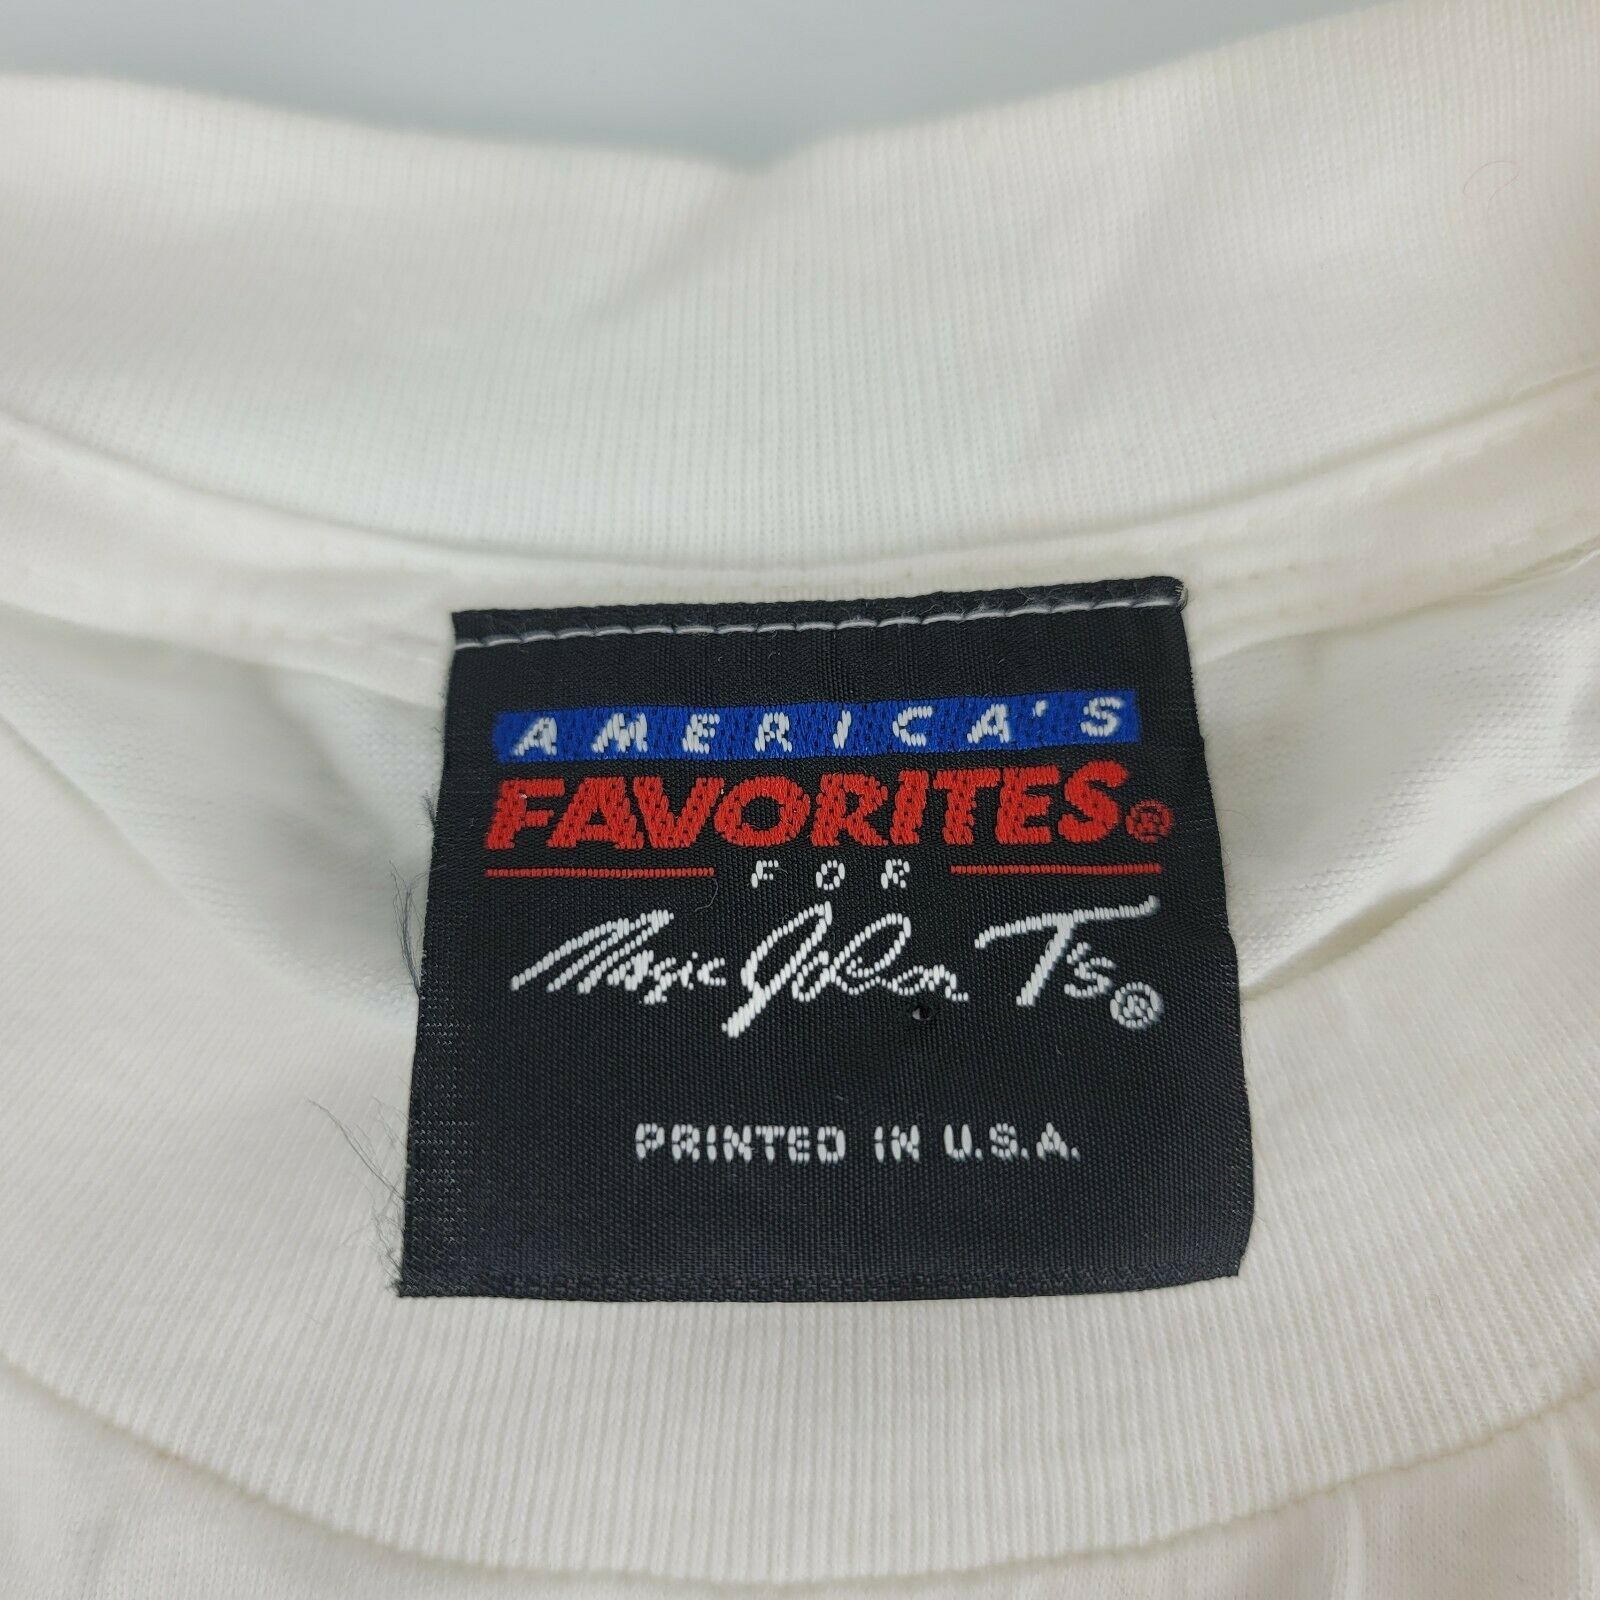 AMERICA'S
FAVORITES®
FOR
Magic Johnson T's®
PRINTED IN U.S.A.